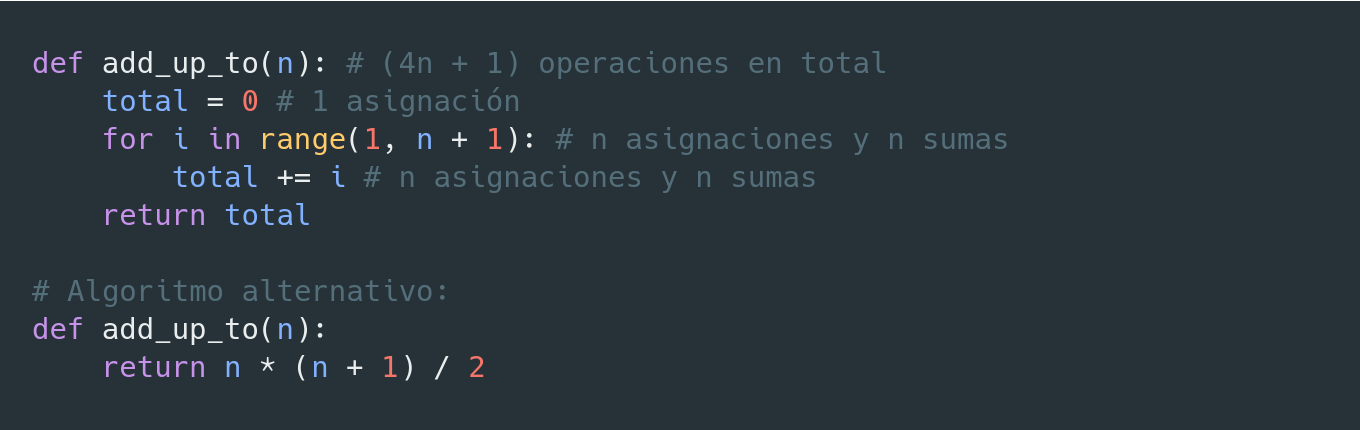 def add_up_to(n): # (4n + 1) operaciones en total
    total = 0 # 1 asignación
    for i in range(1, n + 1): # n asignaciones y n sumas
        total += i # n asignaciones y n sumas
    return total

# Algoritmo alternativo:
def add_up_to(n):
    return n * (n + 1) / 2